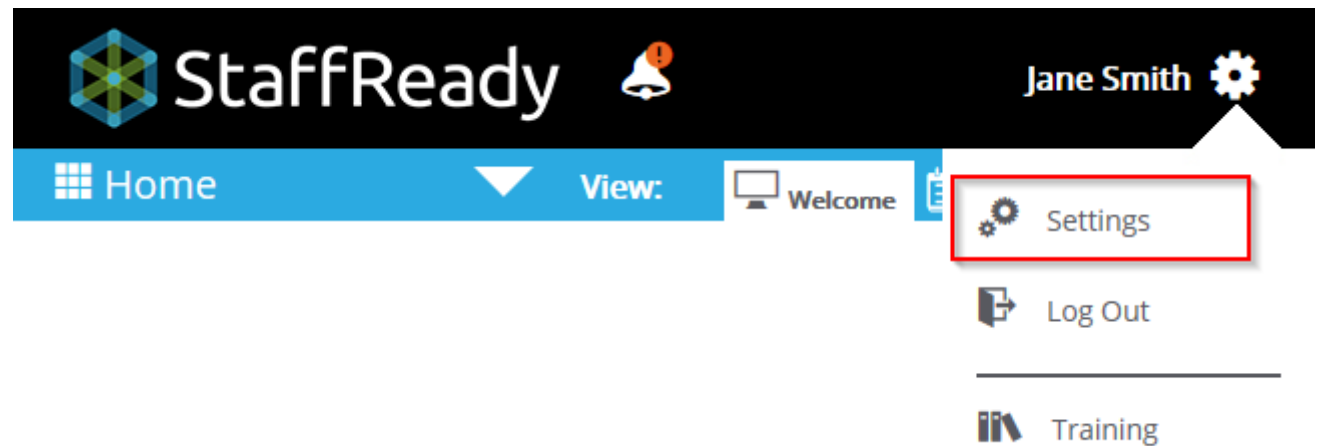 StaffReady
Jane Smith
Home
View:
Welcome
Settings
Log Out
Training